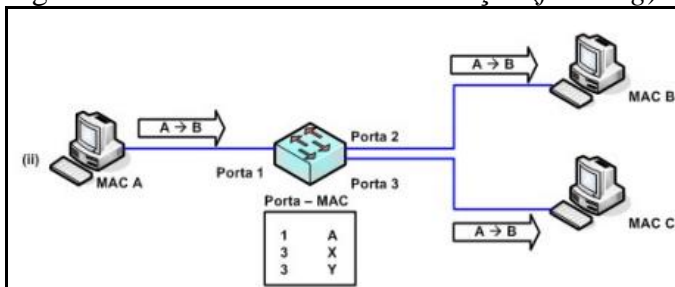 A → B
MAC B
A → B
Porta 2
(ii)
MAC A
Porta 1
Porta 3
Porta – MAC
1 A
3 X
3 Y
A → B
MAC C